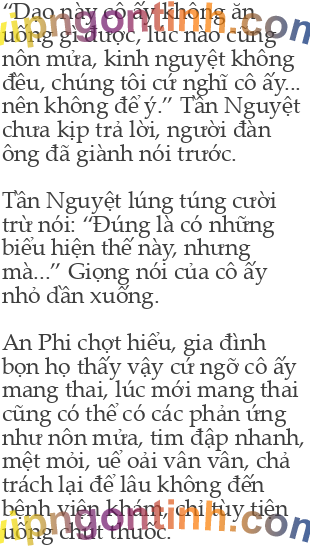 “Dạo này cô ấy không ăn
uống gì được, lúc nào cũng
nôn mửa, kinh nguyệt không
đều, chúng tôi cứ nghĩ cô ấy...
nên không để ý.” Tần Nguyệt
chưa kịp trả lời, người đàn
ông đã giành nói trước.
Tần Nguyệt lúng túng cười
trừ nói: “Đúng là có những
biểu hiện thế này, nhưng
mà...” Giọng nói của cô ấy
nhỏ dần xuống.
An Phi chợt hiểu, gia đình
bọn họ thấy vậy cứ ngỡ cô ấy
mang thai, lúc mới mang thai
cũng có thể có các phản ứng
như nôn mửa, tim đập nhanh,
mệt mỏi, uể oải vân vân, chả
trách lại để lâu không đến
bệnh viện khám, chỉ tùy tiện
uống chút thuốc.
vipngontinh.com
vipngontinh.com